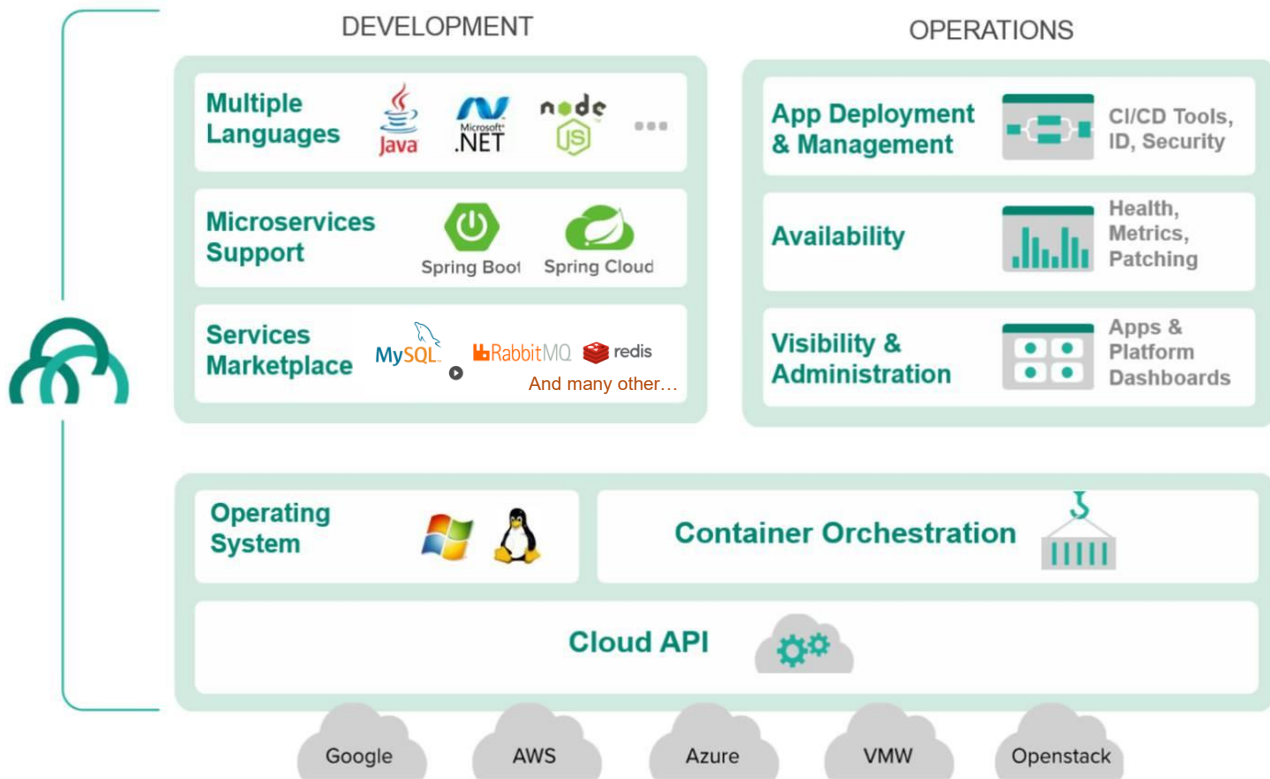 DEVELOPMENT
OPERATIONS
Multiple
Languages
Java
Microsoft®
.NET
node
JS
Microservices
Support
Spring Boot
Spring Cloud
Services
Marketplace
MySQL™
RabbitMQ
redis
And many other…
App Deployment
& Management
CI/CD Tools,
ID, Security
Availability
Health,
Metrics,
Patching
Visibility &
Administration
Apps &
Platform
Dashboards
Operating
System
Container Orchestration
Cloud API
Google
AWS
Azure
VMW
Openstack